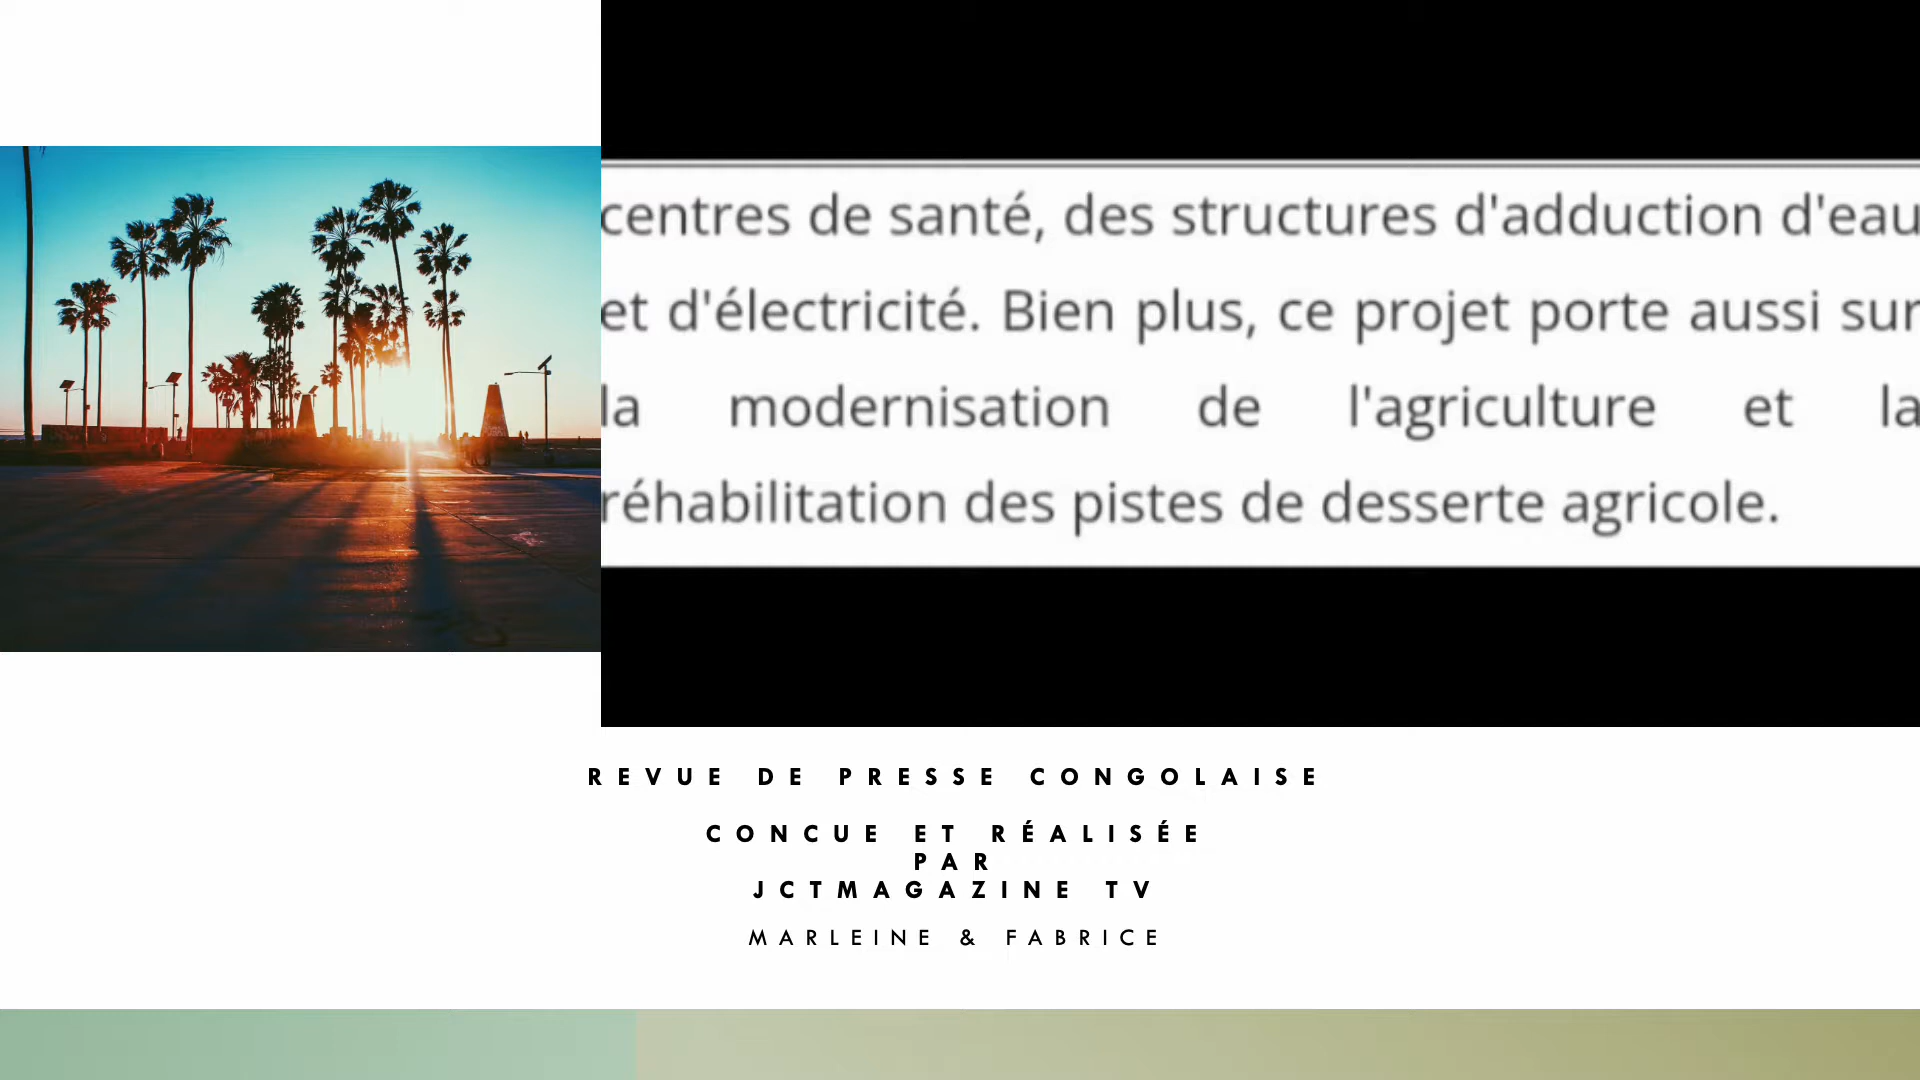 centres de santé, des structures d'adduction d'eau
et d'électricité. Bien plus, ce projet porte aussi sur
la modernisation de l'agriculture et la
réhabilitation des pistes de desserte agricole.
REVUE DE PRESSE CONGOLAISE
CONCUE ET RÉALISÉE
PAR
JCTMAGAZINE TV
MARLEINE & FABRICE